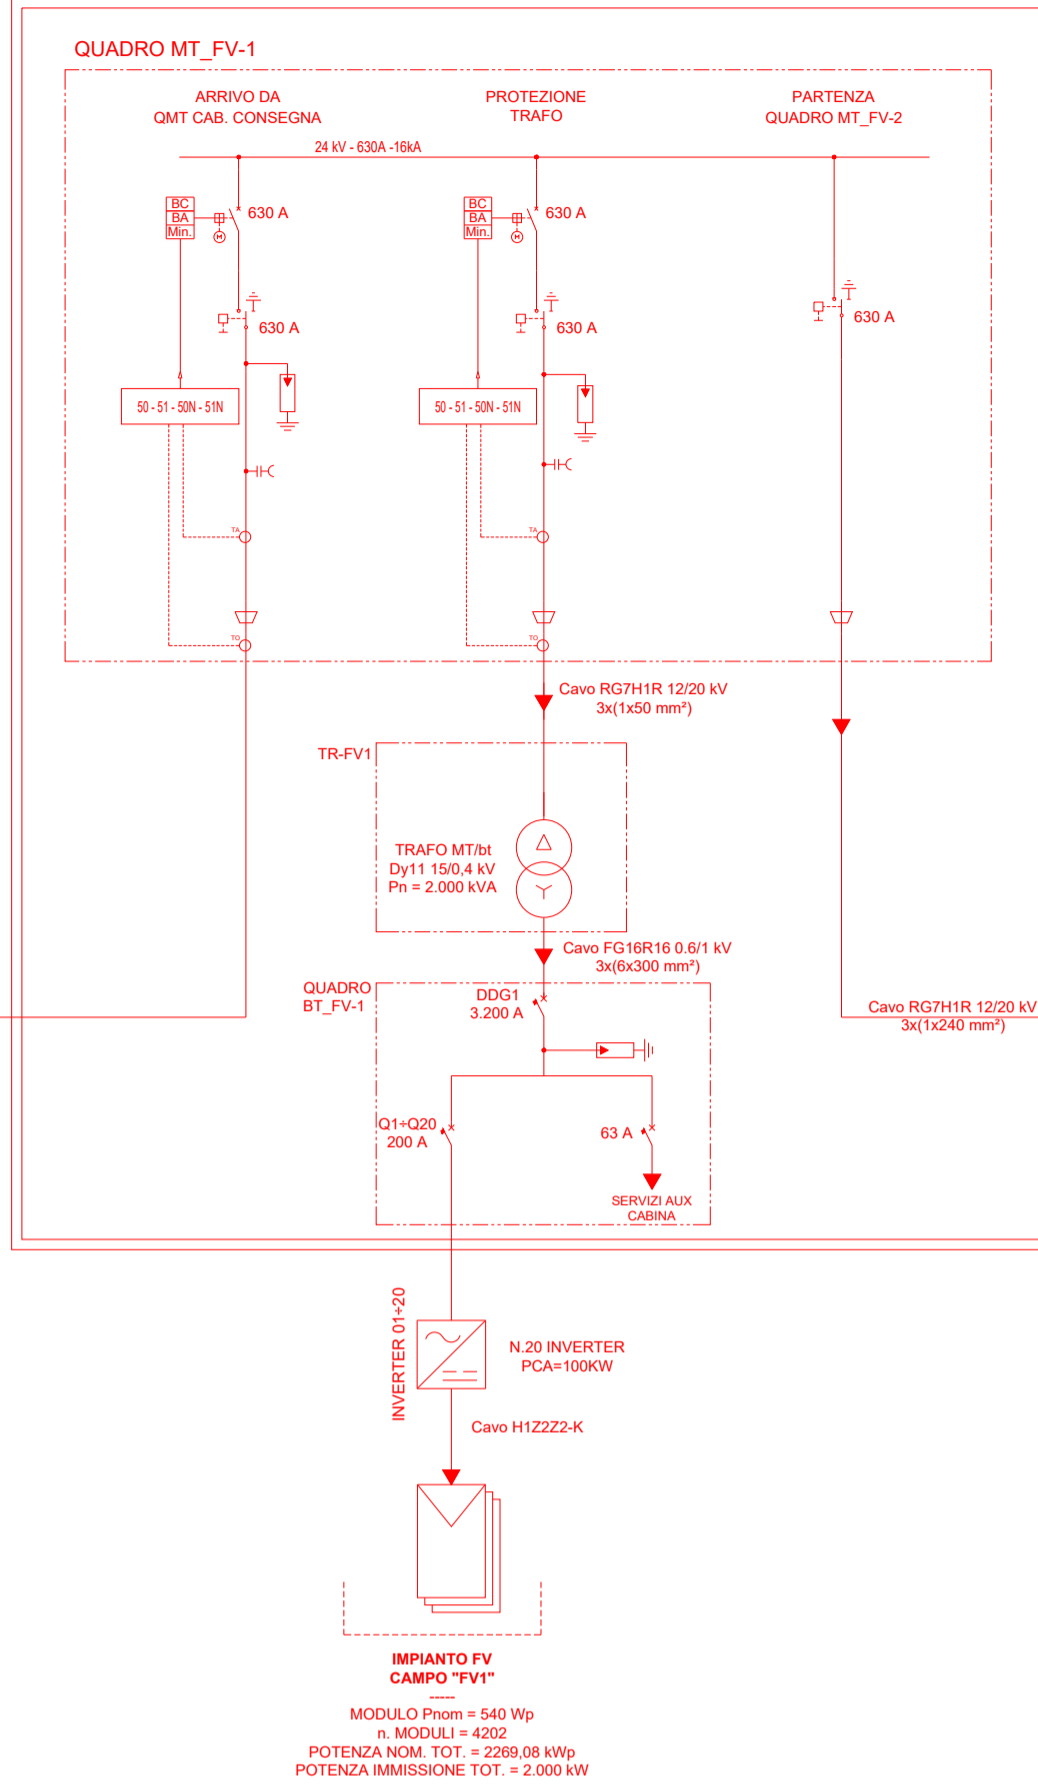 QUADRO MT_FV-1
ARRIVO DA
QMT CAB. CONSEGNA
PROTEZIONE
TRAFO
PARTENZA
QUADRO MT_FV-2
24 kV - 630A -16kA
BC
BA
Min.
M
630 A
630 A
50 - 51 - 50N - 51N
TA
TO
BC
BA
Min.
M
630 A
630 A
50 - 51 - 50N - 51N
TA
TO
630 A
Cavo RG7H1R 12/20 kV
3x(1x50 mm²)
TR-FV1
TRAFO MT/bt
Dy11 15/0,4 kV
Pn = 2.000 kVA
Cavo FG16R16 0.6/1 kV
3x(6x300 mm²)
QUADRO
BT_FV-1
DDG1
3.200 A
Cavo RG7H1R 12/20 kV
3x(1x240 mm²)
Q1÷Q20
200 A
63 A
SERVIZI AUX
CABINA
INVERTER 01÷20
N.20 INVERTER
PCA=100KW
Cavo H1Z2Z2-K
IMPIANTO FV
CAMPO "FV1"
-----
MODULO Pnom = 540 Wp
n. MODULI = 4202
POTENZA NOM. TOT. = 2269,08 kWp
POTENZA IMMISSIONE TOT. = 2.000 kW